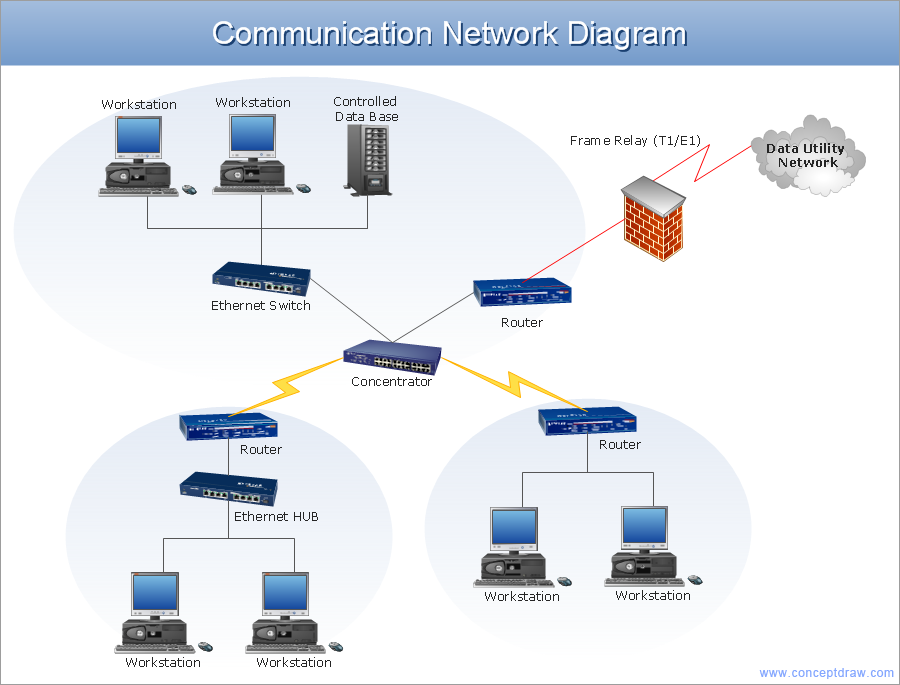 Communication Network Diagram
Workstation
Workstation
Controlled
Data Base
Frame Relay (T1/E1)
Data Utility
Network
Ethernet Switch
Router
Concentrator
Router
Router
Ethernet HUB
Workstation
Workstation
Workstation
Workstation
www.conceptdraw.com